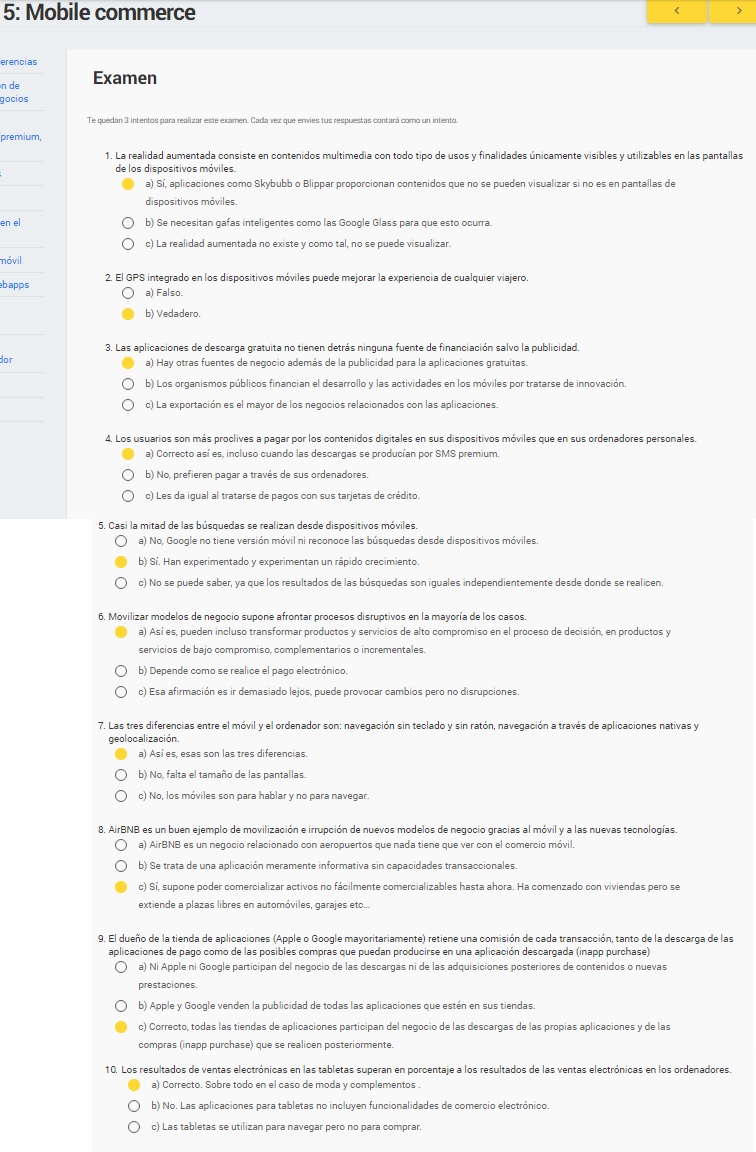 5: Mobile commerce
<
>
erencias
n de
gocios
premium,
en el
móvil
ebapps
dor
Examen
Te quedan 3 intentos para realizar este examen. Cada vez que envies tus respuestas contará como un intento.
1. La realidad aumentada consiste en contenidos multimedia con todo tipo de usos y finalidades únicamente visibles y utilizables en las pantallas
de los dispositivos móviles.
a) Sí, aplicaciones como Skybubb o Blippar proporcionan contenidos que no se pueden visualizar si no es en pantallas de
dispositivos móviles.
b) Se necesitan gafas inteligentes como las Google Glass para que esto ocurra.
c) La realidad aumentada no existe y como tal, no se puede visualizar.
2. El GPS integrado en los dispositivos móviles puede mejorar la experiencia de cualquier viajero.
a) Falso.
b) Vedadero.
3. Las aplicaciones de descarga gratuita no tienen detrás ninguna fuente de financiación salvo la publicidad.
a) Hay otras fuentes de negocio además de la publicidad para la aplicaciones gratuitas.
b) Los organismos públicos financian el desarrollo y las actividades en los móviles por tratarse de innovación.
c) La exportación es el mayor de los negocios relacionados con las aplicaciones.
4. Los usuarios son más proclives a pagar por los contenidos digitales en sus dispositivos móviles que en sus ordenadores personales.
a) Correcto así es, incluso cuando las descargas se producían por SMS premium.
b) No, prefieren pagar a través de sus ordenadores.
c) Les da igual al tratarse de pagos con sus tarjetas de crédito.
5. Casi la mitad de las búsquedas se realizan desde dispositivos móviles.
a) No, Google no tiene versión móvil ni reconoce las búsquedas desde dispositivos móviles.
b) Sí. Han experimentado y experimentan un rápido crecimiento.
c) No se puede saber, ya que los resultados de las búsquedas son iguales independientemente desde donde se realicen.
6. Movilizar modelos de negocio supone afrontar procesos disruptivos en la mayoría de los casos.
a) Así es, pueden incluso transformar productos y servicios de alto compromiso en el proceso de decisión, en productos y
servicios de bajo compromiso, complementarios o incrementales.
b) Depende como se realice el pago electrónico.
c) Esa afirmación es ir demasiado lejos, puede provocar cambios pero no disrupciones.
7. Las tres diferencias entre el móvil y el ordenador son: navegación sin teclado y sin ratón, navegación a través de aplicaciones nativas y
geolocalización.
a) Así es, esas son las tres diferencias.
b) No, falta el tamaño de las pantallas.
c) No, los móviles son para hablar y no para navegar.
8. AirBNB es un buen ejemplo de movilización e irrupción de nuevos modelos de negocio gracias al móvil y a las nuevas tecnologías.
a) AirBNB es un negocio relacionado con aeropuertos que nada tiene que ver con el comercio móvil.
b) Se trata de una aplicación meramente informativa sin capacidades transaccionales.
c) Sí, supone poder comercializar activos no fácilmente comercializables hasta ahora. Ha comenzado con viviendas pero se
extiende a plazas libres en automóviles, garajes etc...
9. El dueño de la tienda de aplicaciones (Apple o Google mayoritariamente) retiene una comisión de cada transacción, tanto de la descarga de las
aplicaciones de pago como de las posibles compras que puedan producirse en una aplicación descargada (inapp purchase)
a) Ni Apple ni Google participan del negocio de las descargas ni de las adquisiciones posteriores de contenidos o nuevas
prestaciones.
b) Apple y Google venden la publicidad de todas las aplicaciones que estén en sus tiendas.
c) Correcto, todas las tiendas de aplicaciones participan del negocio de las descargas de las propias aplicaciones y de las
compras (inapp purchase) que se realicen posteriormente.
10. Los resultados de ventas electrónicas en las tabletas superan en porcentaje a los resultados de las ventas electrónicas en los ordenadores.
a) Correcto. Sobre todo en el caso de moda y complementos .
b) No. Las aplicaciones para tabletas no incluyen funcionalidades de comercio electrónico.
c) Las tabletas se utilizan para navegar pero no para comprar.